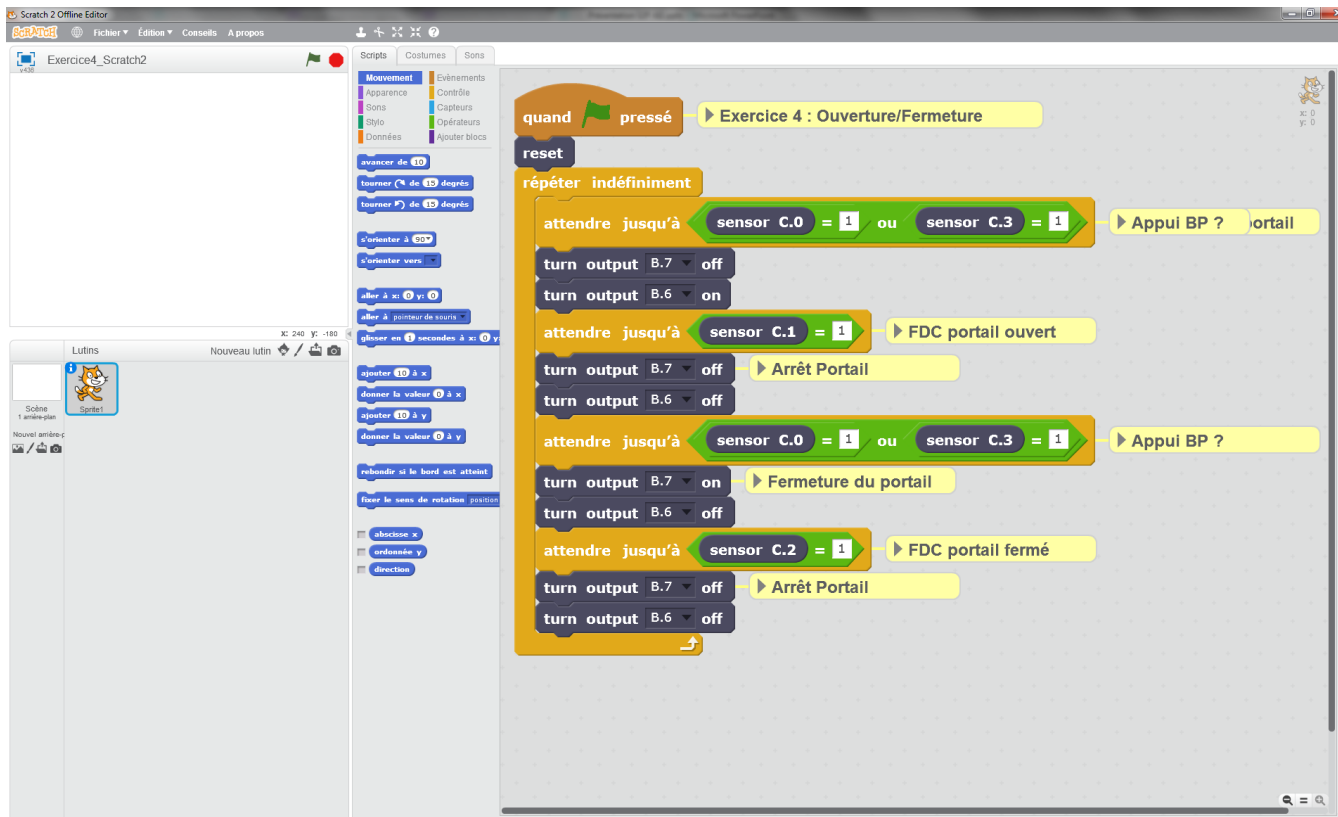 Scratch 2 Offline Editor
SCRATCH Fichier Édition Conseils A propos
Exercice4_Scratch2
v438
X: 240 y: -180
Lutins Nouveau lutin
Scène
1 arrière-plan
Sprite1
Nouvel arrière-p
Scripts Costumes Sons
Mouvement Evènements
Apparence Contrôle
Sons Capteurs
Stylo Opérateurs
Données Ajouter blocs
avancer de 10
tourner de 15 degrés
tourner de 15 degrés
s'orienter à 90
s'orienter vers
aller à x: 0 y: 0
aller à pointeur de souris
glisser en 1 secondes à x: 0 y:
ajouter 10 à x
donner la valeur 0 à x
ajouter 10 à y
donner la valeur 0 à y
rebondir si le bord est atteint
fixer le sens de rotation position
abscisse x
ordonnée y
direction
quand pressé Exercice 4 : Ouverture/Fermeture
reset
répéter indéfiniment
attendre jusqu'à sensor C.0 = 1 ou sensor C.3 = 1 Appui BP ? ortail
turn output B.7 off
turn output B.6 on
attendre jusqu'à sensor C.1 = 1 FDC portail ouvert
turn output B.7 off Arrêt Portail
turn output B.6 off
attendre jusqu'à sensor C.0 = 1 ou sensor C.3 = 1 Appui BP ?
turn output B.7 on Fermeture du portail
turn output B.6 off
attendre jusqu'à sensor C.2 = 1 FDC portail fermé
turn output B.7 off Arrêt Portail
turn output B.6 off
x: 0
y: 0